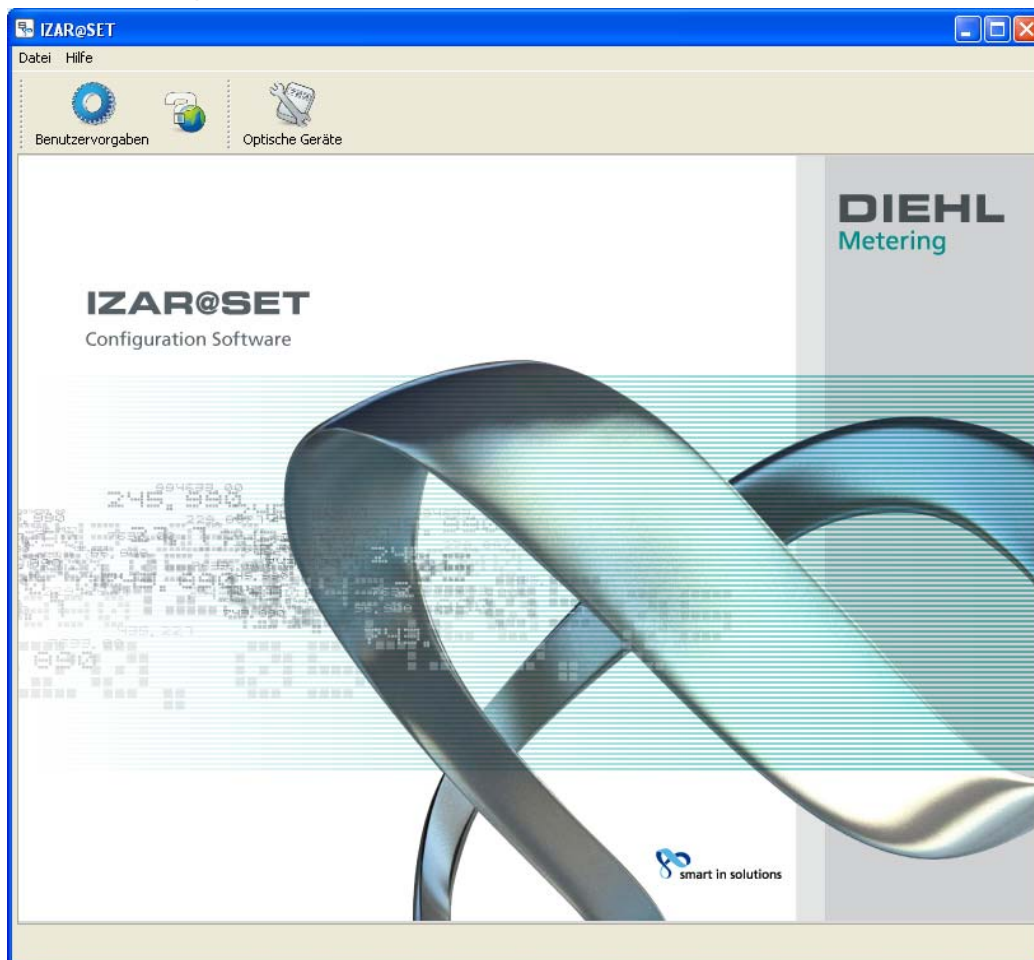 IZAR@SET
Datei Hilfe
Benutzervorgaben
Optische Geräte
DIEHL
Metering
IZAR@SET
Configuration Software
245,990
smart in solutions